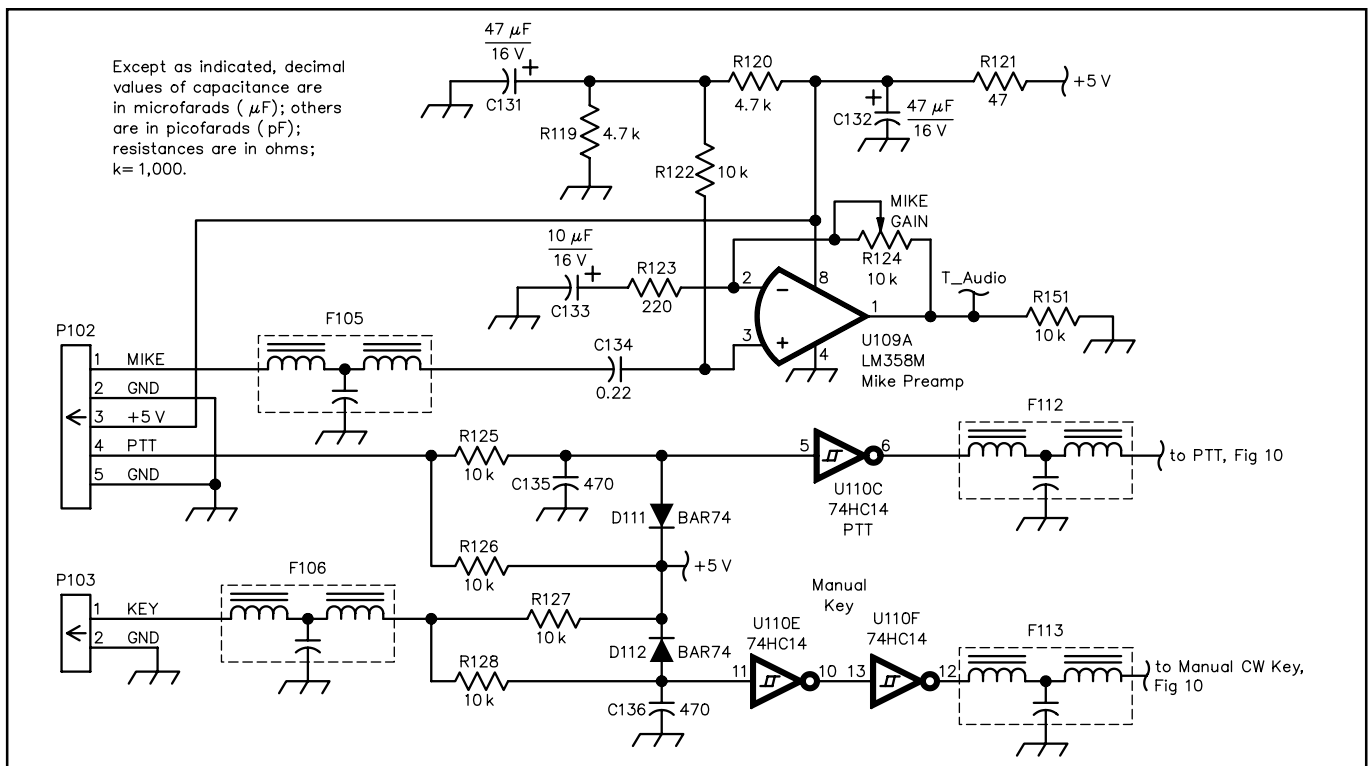 Except as indicated, decimal
values of capacitance are
in microfarads ( µF); others
are in picofarads ( pF);
resistances are in ohms;
k= 1,000.
47 µF
16 V
+
C131
R119
4.7 k
R120
4.7 k
R122
10 k
+
C132
47 µF
16 V
R121
47
+5 V
MIKE
GAIN
R124
10 k
10 µF
16 V
+
C133
R123
220
2
−
8
3
+
4
1
U109A
LM358M
Mike Preamp
T_Audio
R151
10 k
P102
1 MIKE
2 GND
3 +5 V
4 PTT
5 GND
F105
C134
0.22
R125
10 k
C135
470
D111
BAR74
5
6
U110C
74HC14
PTT
F112
to PTT, Fig 10
R126
10 k
+5 V
P103
1 KEY
2 GND
F106
R127
10 k
R128
10 k
D112
BAR74
C136
470
Manual
Key
U110E
74HC14
11
10
U110F
74HC14
13
12
F113
to Manual CW Key,
Fig 10